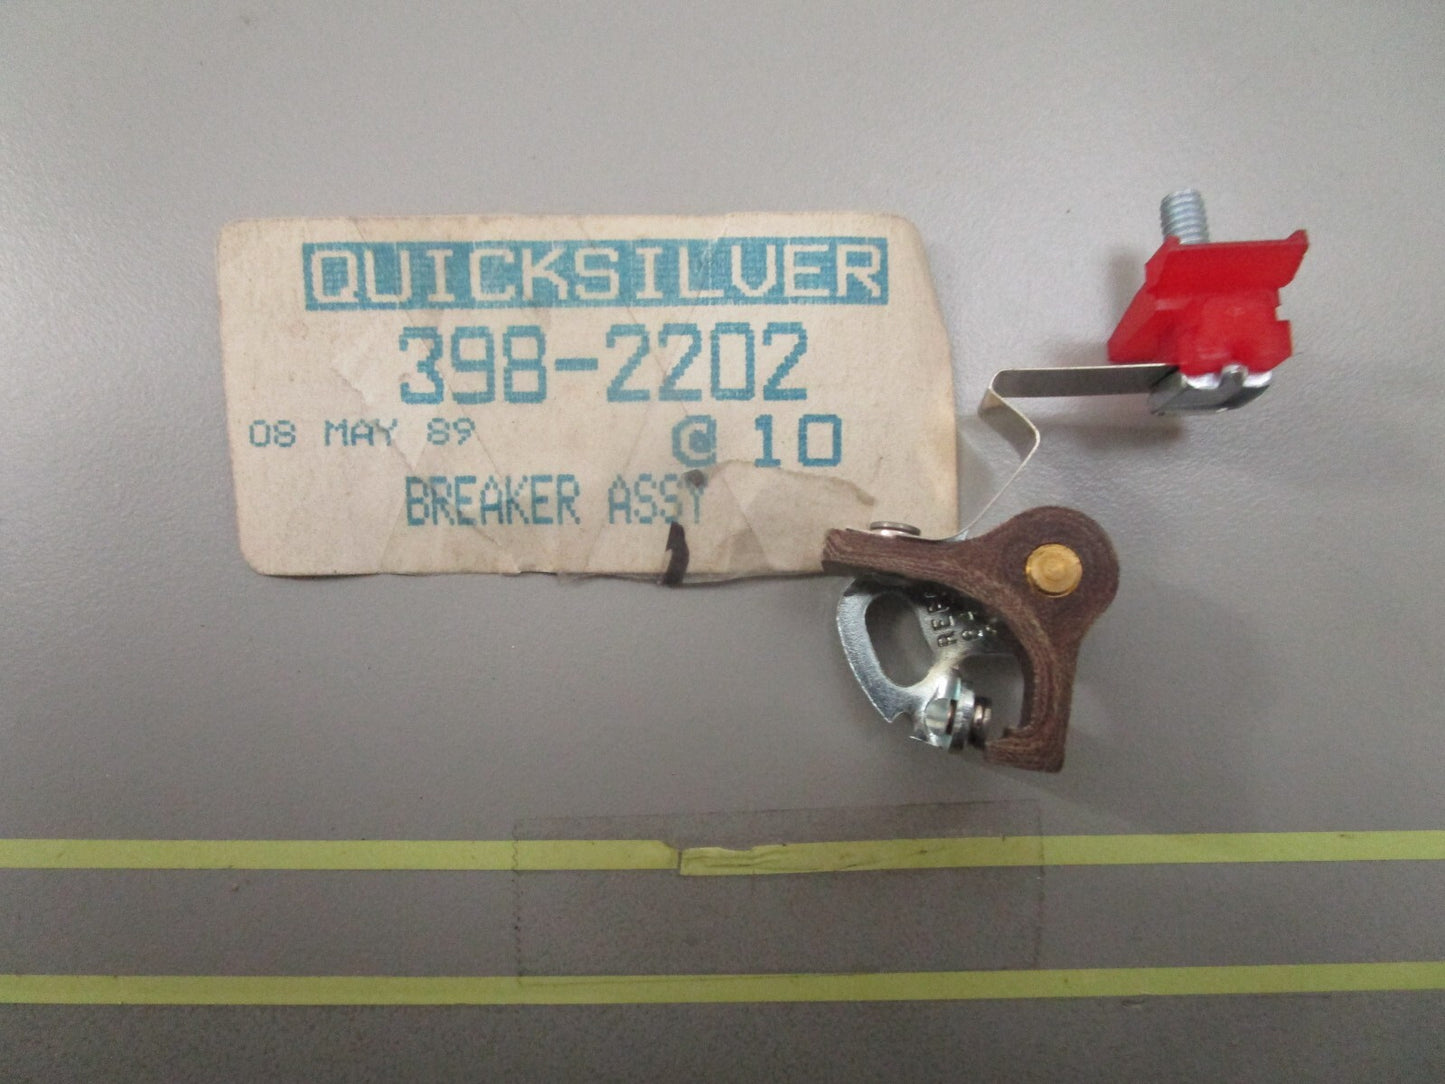 QUICKSILVER
398-2202
08 MAY 89 @ 10
BREAKER ASSY